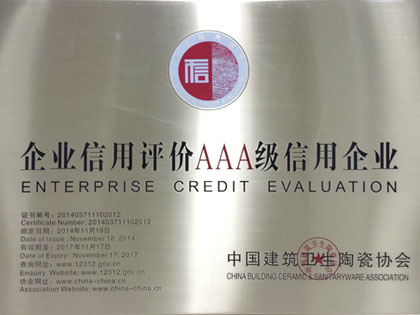 信
企业信用评价AAA级信用企业
ENTERPRISE CREDIT EVALUATION
证书编号: 201403711102012
Certificate Number: 201403711102012
颁发日期: 2014年11月18日
Date of Issue: November 18, 2014
有效期至: 2017年11月17日
Date of Expiry: November 17, 2017
查询网址: www.12312.gov.cn
Enquiry Website: www.12312.gov.cn
协会网址: www.china-china.cn
Association Website: www.china-china.cn
中国建筑卫生陶瓷协会
CHINA BUILDING CERAMIC & SANITARYWARE ASSOCIATION